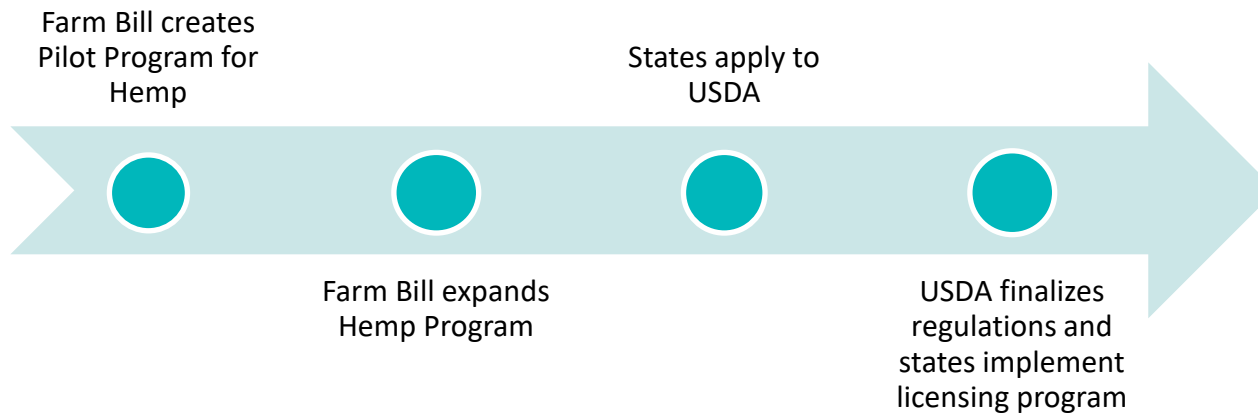 Farm Bill creates
Pilot Program for
Hemp
Farm Bill expands
Hemp Program
States apply to
USDA
USDA finalizes
regulations and
states implement
licensing program